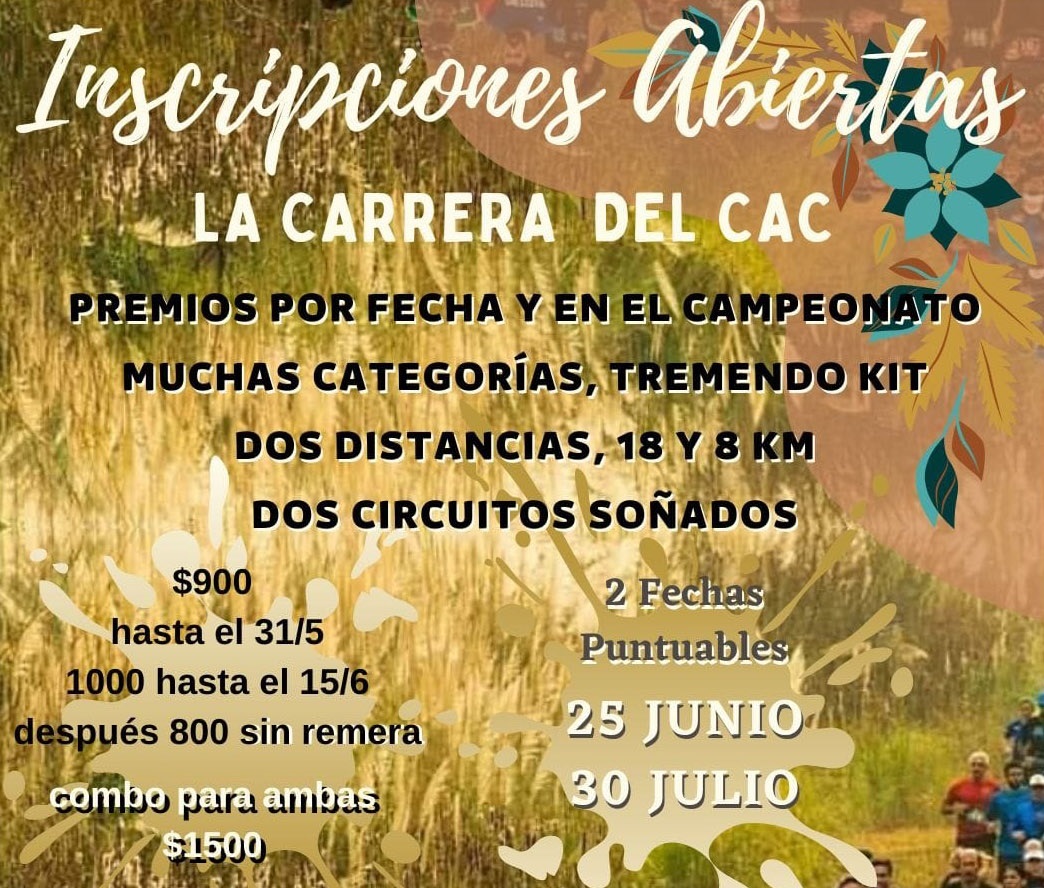 Inscripciones Abiertas
LA CARRERA DEL CAC
PREMIOS POR FECHA Y EN EL CAMPEONATO
MUCHAS CATEGORÍAS, TREMENDO KIT
DOS DISTANCIAS, 18 Y 8 KM
DOS CIRCUITOS SOÑADOS
$900
hasta el 31/5
1000 hasta el 15/6
después 800 sin remera
combo para ambas
$1500
2 Fechas
Puntuables
25 JUNIO
30 JULIO